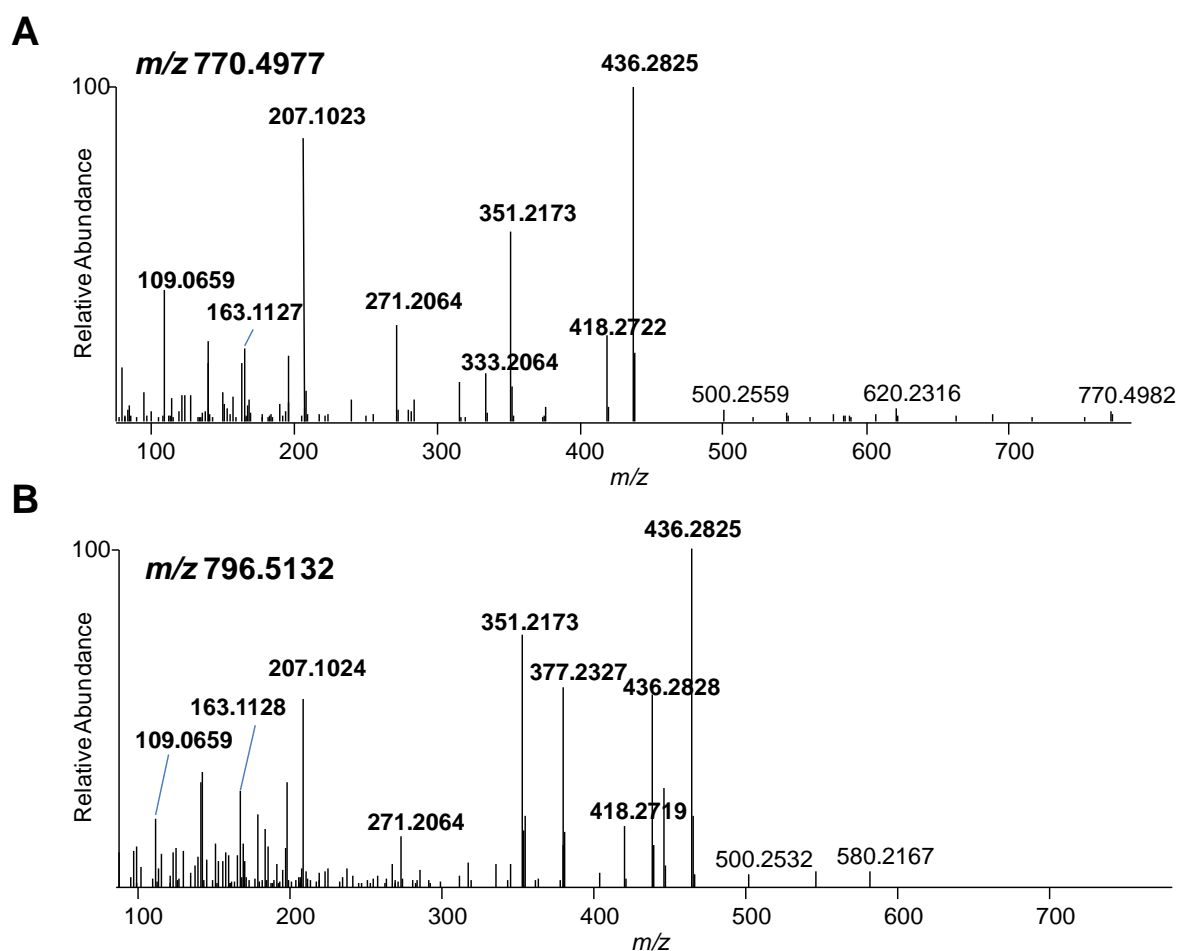 A
m/z 770.4977
436.2825
100
207.1023
351.2173
109.0659
271.2064
163.1127
418.2722
333.2064
500.2559
620.2316
770.4982
Relative Abundance
100 200 300 400 500 600 700
m/z
B
436.2825
100
m/z 796.5132
351.2173
207.1024
377.2327
436.2828
163.1128
109.0659
418.2719
271.2064
500.2532
580.2167
Relative Abundance
100 200 300 400 500 600 700
m/z